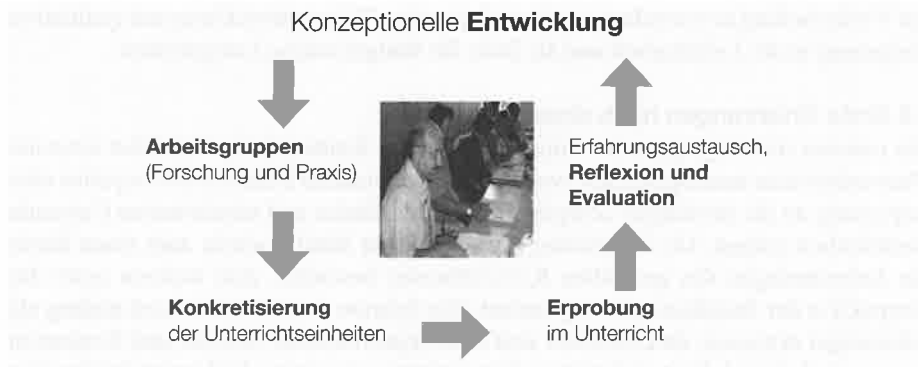 Konzeptionelle Entwicklung
Arbeitsgruppen
(Forschung und Praxis)
Erfahrungsaustausch,
Reflexion und
Evaluation
Konkretisierung
der Unterrichtseinheiten
Erprobung
im Unterricht